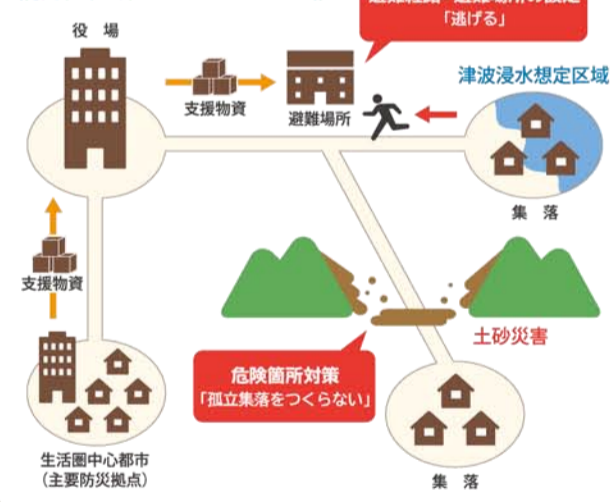 「逃げる」
役 場
津波浸水想定区域
支援物資
避難場所
集 落
支援物資
土砂災害
危険箇所対策
「孤立集落をつくらない」
生活圏中心都市
(主要防災拠点)
集 落